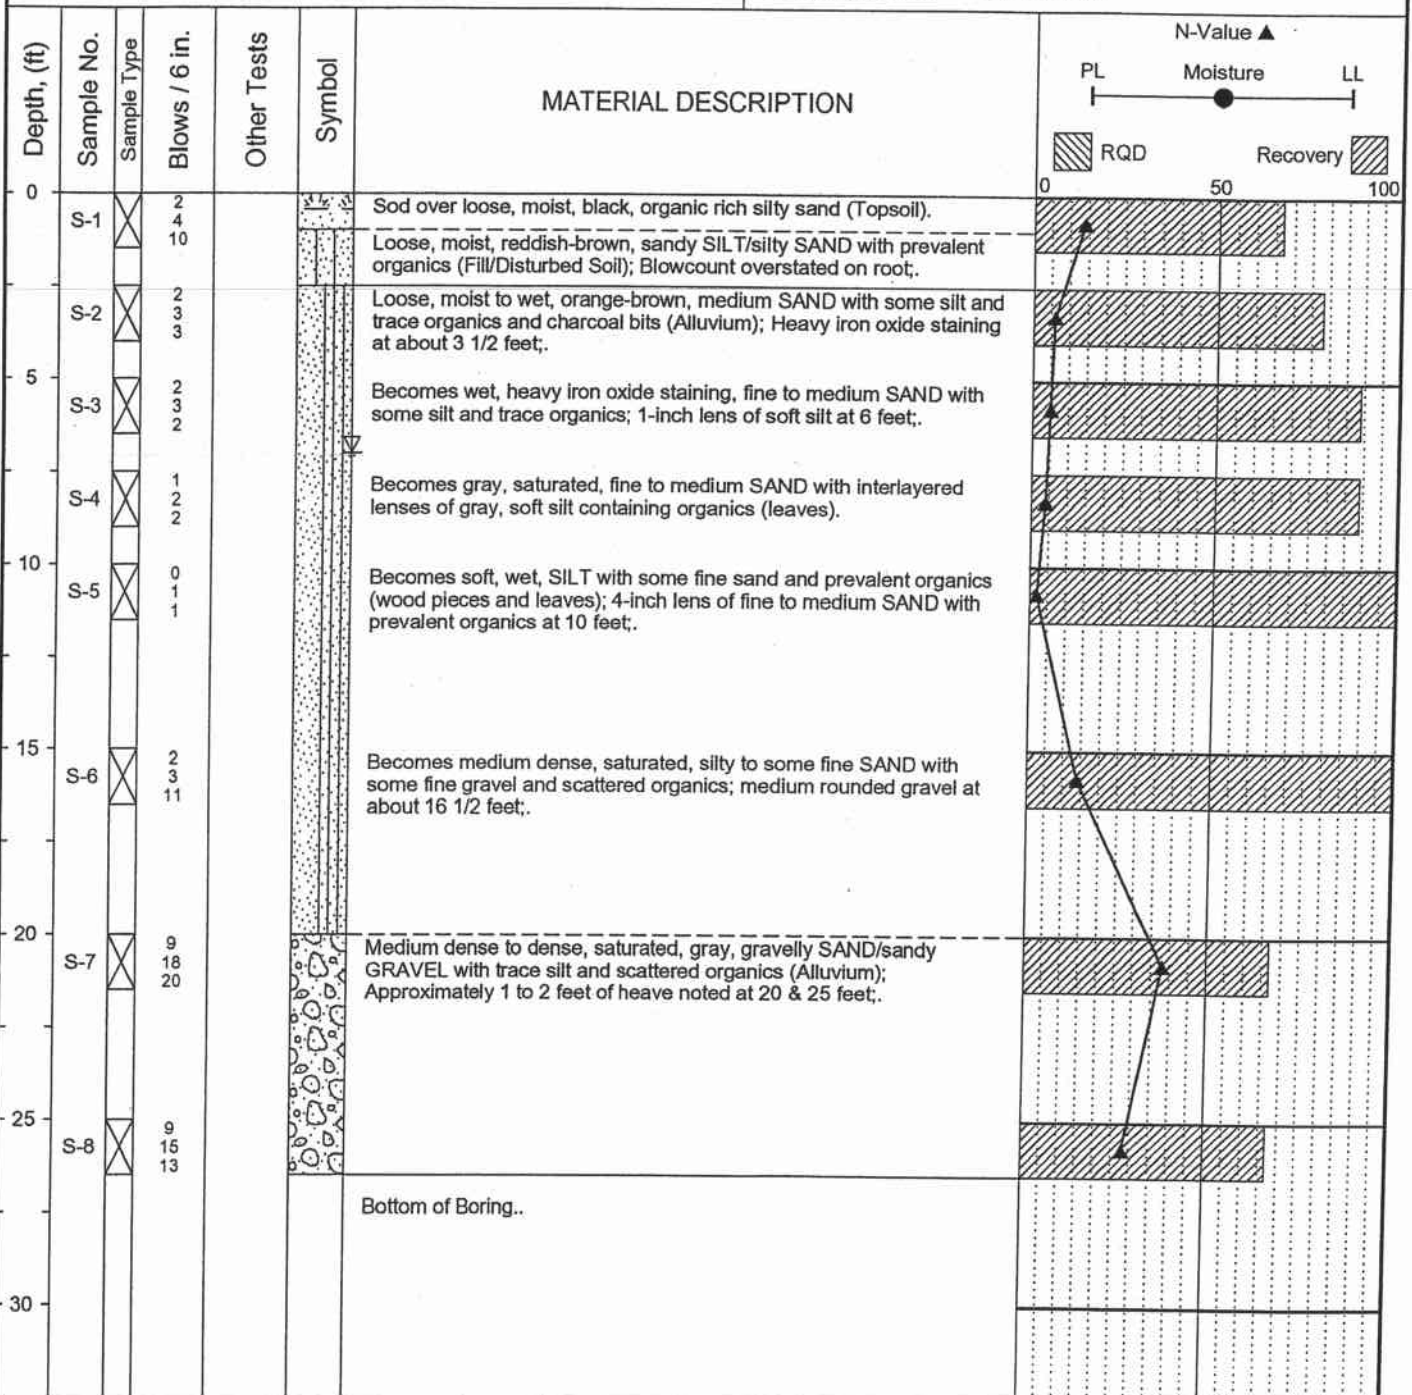 Depth, (ft)
Sample No.
Sample Type
Blows / 6 in.
Other Tests
Symbol
MATERIAL DESCRIPTION
N-Value ▲
PL Moisture LL
RQD Recovery
0 50 100
0
S-1
2
4
10
Sod over loose, moist, black, organic rich silty sand (Topsoil).
Loose, moist, reddish-brown, sandy SILT/silty SAND with prevalent
organics (Fill/Disturbed Soil); Blowcount overstated on root;.
S-2
2
3
3
Loose, moist to wet, orange-brown, medium SAND with some silt and
trace organics and charcoal bits (Alluvium); Heavy iron oxide staining
at about 3 1/2 feet;.
5
S-3
2
3
2
Becomes wet, heavy iron oxide staining, fine to medium SAND with
some silt and trace organics; 1-inch lens of soft silt at 6 feet;.
S-4
1
2
2
Becomes gray, saturated, fine to medium SAND with interlayered
lenses of gray, soft silt containing organics (leaves).
10
S-5
0
1
1
Becomes soft, wet, SILT with some fine sand and prevalent organics
(wood pieces and leaves); 4-inch lens of fine to medium SAND with
prevalent organics at 10 feet;.
15
S-6
2
3
11
Becomes medium dense, saturated, silty to some fine SAND with
some fine gravel and scattered organics; medium rounded gravel at
about 16 1/2 feet;.
20
S-7
9
18
20
Medium dense to dense, saturated, gray, gravelly SAND/sandy
GRAVEL with trace silt and scattered organics (Alluvium);
Approximately 1 to 2 feet of heave noted at 20 & 25 feet;.
25
S-8
9
15
13
Bottom of Boring..
30